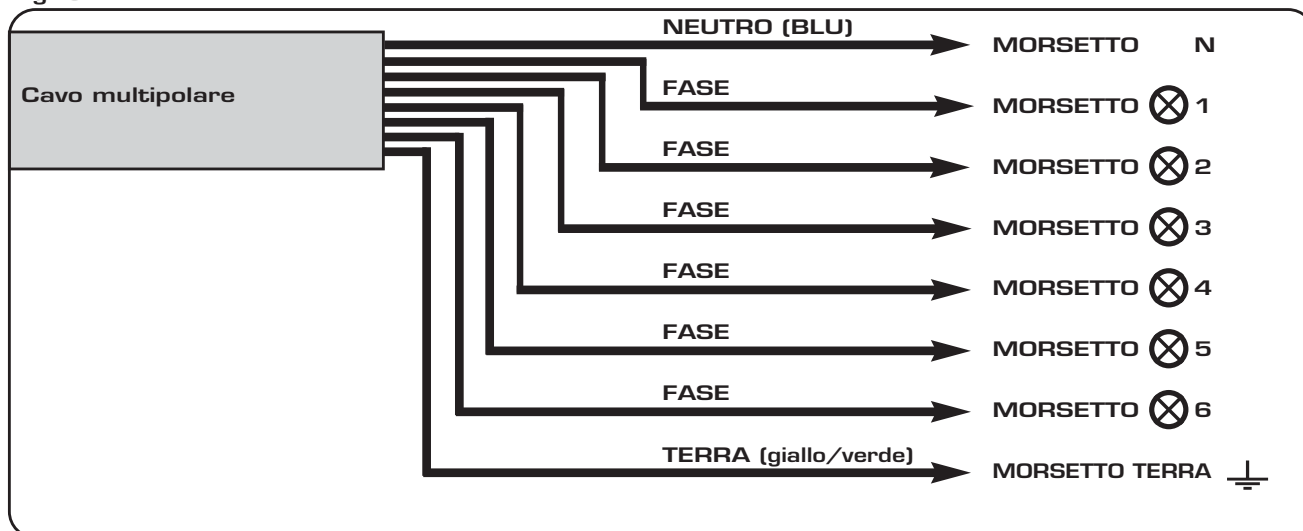 NEUTRO (BLU)
MORSETTO N
Cavo multipolare
FASE
MORSETTO 1
FASE
MORSETTO 2
FASE
MORSETTO 3
FASE
MORSETTO 4
FASE
MORSETTO 5
FASE
MORSETTO 6
TERRA (giallo/verde)
MORSETTO TERRA